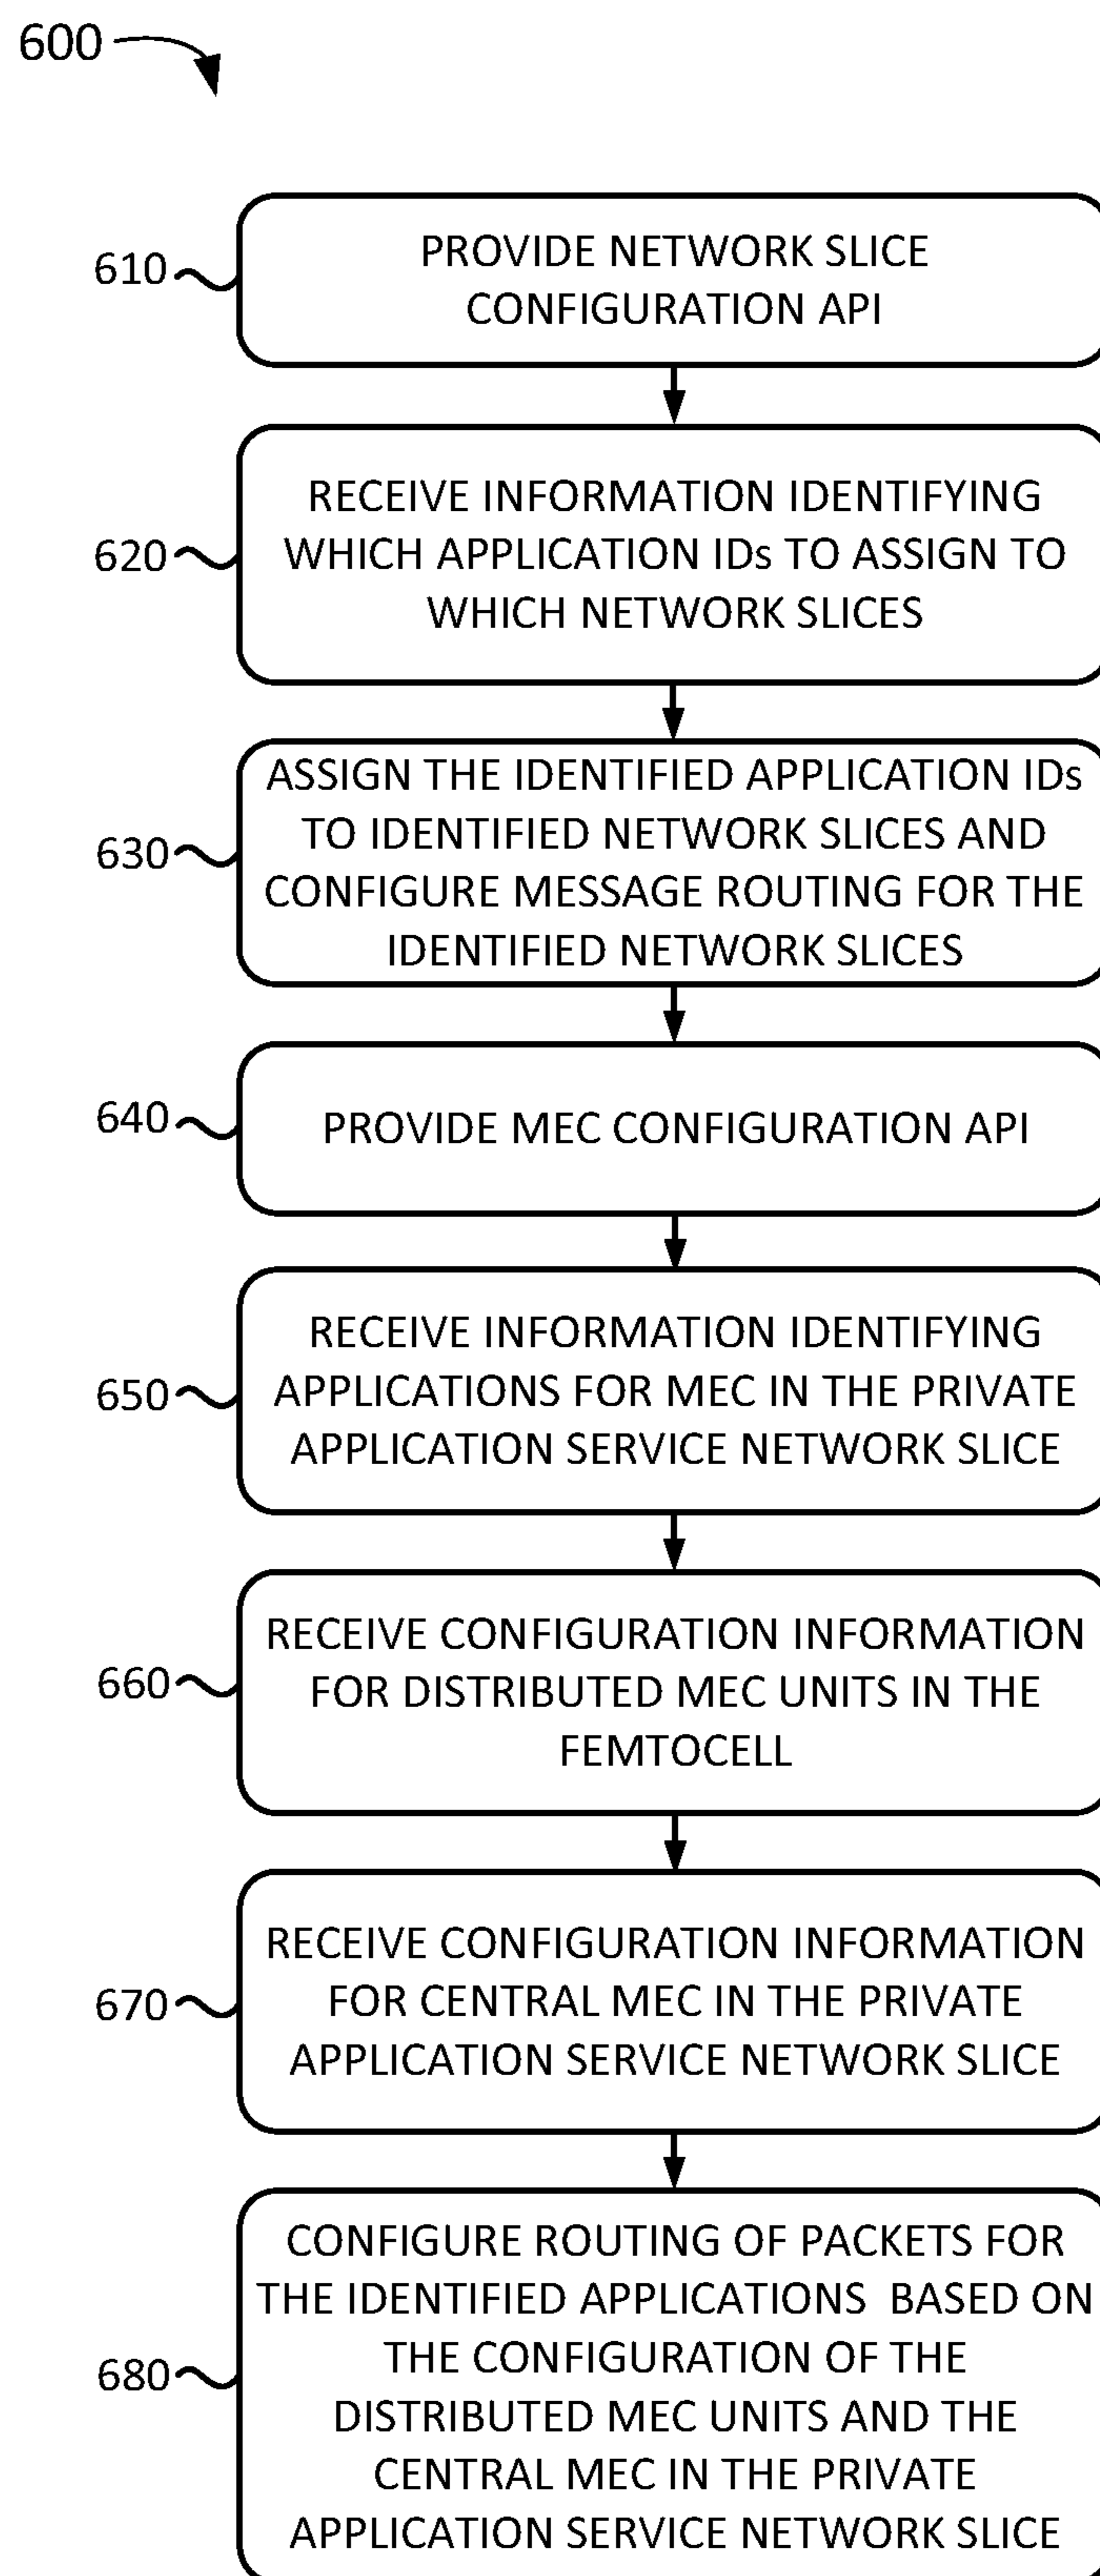 600
610
PROVIDE NETWORK SLICE
CONFIGURATION API
620
RECEIVE INFORMATION IDENTIFYING
WHICH APPLICATION IDs TO ASSIGN TO
WHICH NETWORK SLICES
630
ASSIGN THE IDENTIFIED APPLICATION IDs
TO IDENTIFIED NETWORK SLICES AND
CONFIGURE MESSAGE ROUTING FOR THE
IDENTIFIED NETWORK SLICES
640
PROVIDE MEC CONFIGURATION API
650
RECEIVE INFORMATION IDENTIFYING
APPLICATIONS FOR MEC IN THE PRIVATE
APPLICATION SERVICE NETWORK SLICE
660
RECEIVE CONFIGURATION INFORMATION
FOR DISTRIBUTED MEC UNITS IN THE
FEMTOCELL
670
RECEIVE CONFIGURATION INFORMATION
FOR CENTRAL MEC IN THE PRIVATE
APPLICATION SERVICE NETWORK SLICE
680
CONFIGURE ROUTING OF PACKETS FOR
THE IDENTIFIED APPLICATIONS  BASED ON
THE CONFIGURATION OF THE
DISTRIBUTED MEC UNITS AND THE
CENTRAL MEC IN THE PRIVATE
APPLICATION SERVICE NETWORK SLICE